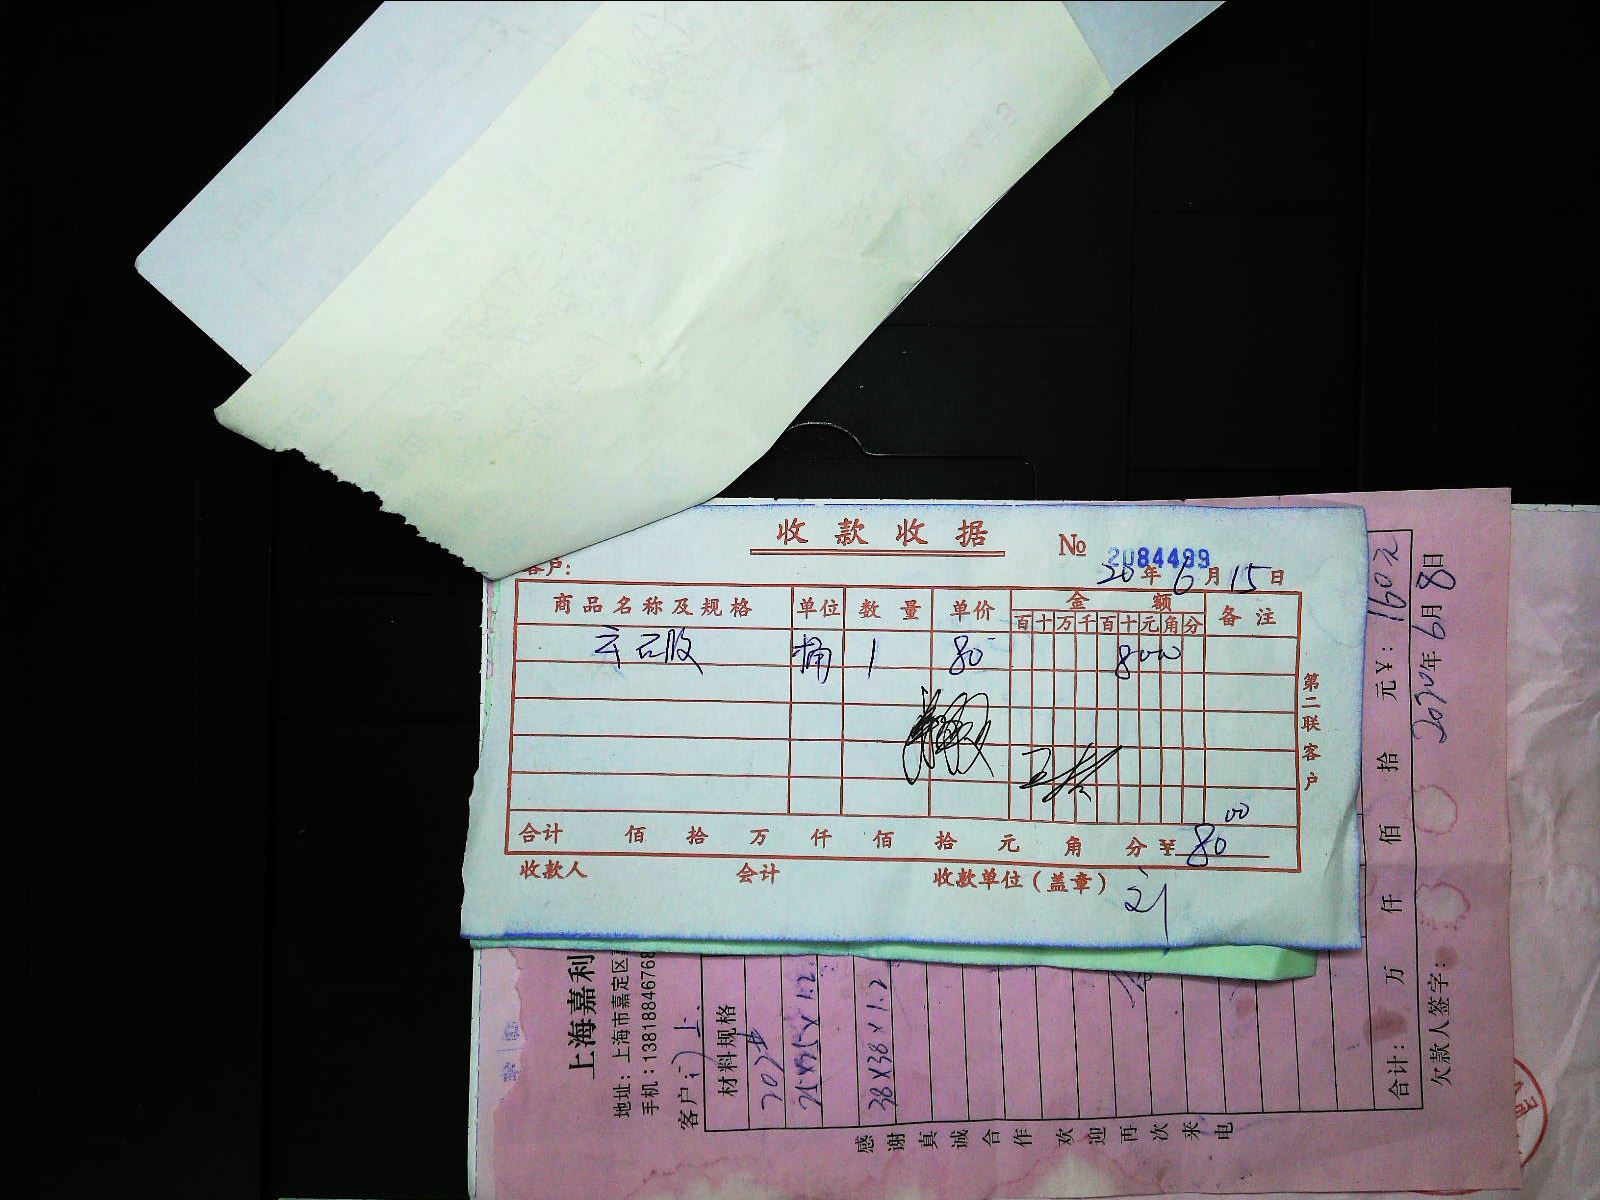 收款收据
№ 2084499
客户:
20年6月15日
商品名称及规格 单位 数量 单价 金额 备注
百十万千百十元角分
云石胶 桶 1 80 8000
第二联客户
合计 佰 拾 万 仟 佰 拾 元 角 分 ¥ 80 00
收款人 会计 收款单位(盖章)
21
上海嘉利
地址:上海市嘉定区
手机:1381884676
客户:
材料规格
38X38X1.2
合计: 万 仟 佰 拾 元¥:160元
欠款人签字: 2020年6月8日
感谢真诚合作 欢迎再次来电